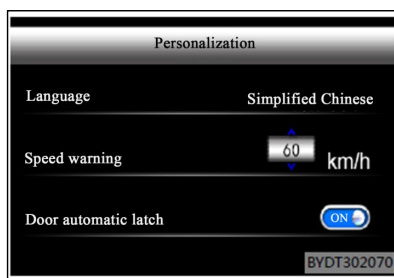 Personalization
Language Simplified Chinese
Speed warning 60 km/h
Door automatic latch ON
BYDT302070